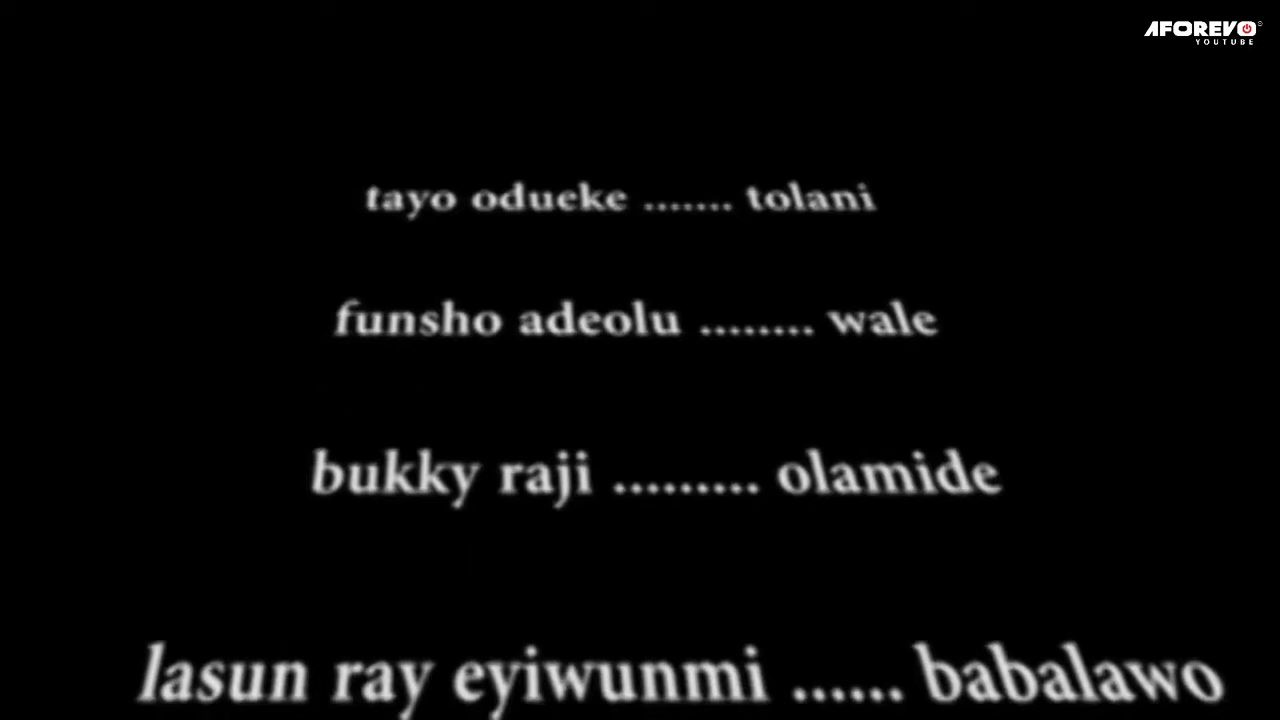 AFOREVO
YOUTUBE
tayo odueke ....... tolani
funsho adeolu ........ wale
bukky raji ......... olamide
lasun ray eyiwunmi ...... babalawo